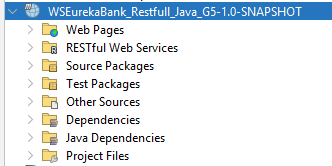 WSEurekaBank_Restfull_Java_G5-1.0-SNAPSHOT
Web Pages
RESTful Web Services
Source Packages
Test Packages
Other Sources
Dependencies
Java Dependencies
Project Files